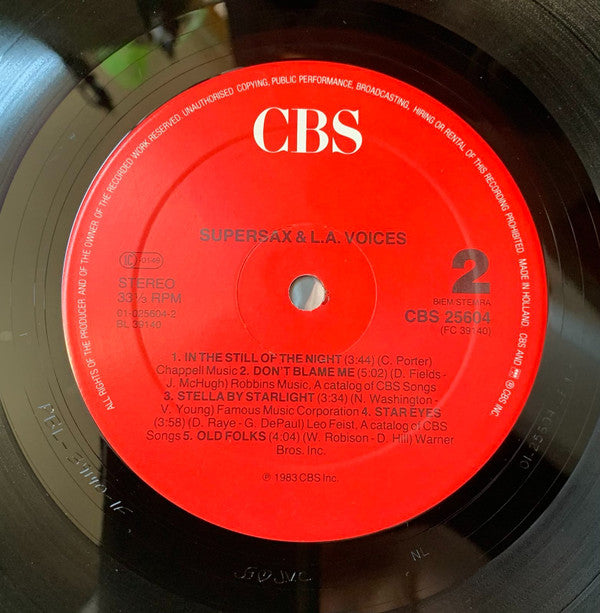 ALL RIGHTS OF THE PRODUCER AND OF THE OWNER OF THE RECORDED WORK RESERVED. UNAUTHORISED COPYING, PUBLIC PERFORMANCE, BROADCASTING, HIRING OR RENTAL OF THIS RECORDING PROHIBITED. MADE IN HOLLAND. CBS AND ℗ CBS INC.
CBS
SUPERSAX & L.A. VOICES
STEREO
33⅓ RPM
01-025604-2
BL 39140
2
BIEM STEMRA
CBS 25604
(FC 39140)
1. IN THE STILL OF THE NIGHT (3:44) (C. Porter)
Chappell Music 2. DON'T BLAME ME (5:02) (D. Fields -
J. McHugh) Robbins Music, A catalog of CBS Songs
3. STELLA BY STARLIGHT (3:34) (N. Washington -
V. Young) Famous Music Corporation 4. STAR EYES
(3:58) (D. Raye - G. DePaul) Leo Feist. A catalog of CBS
Songs 5. OLD FOLKS (4:04) (W. Robison - D. Hill) Warner
Bros. Inc.
℗ 1983 CBS Inc.
01-25604
NL